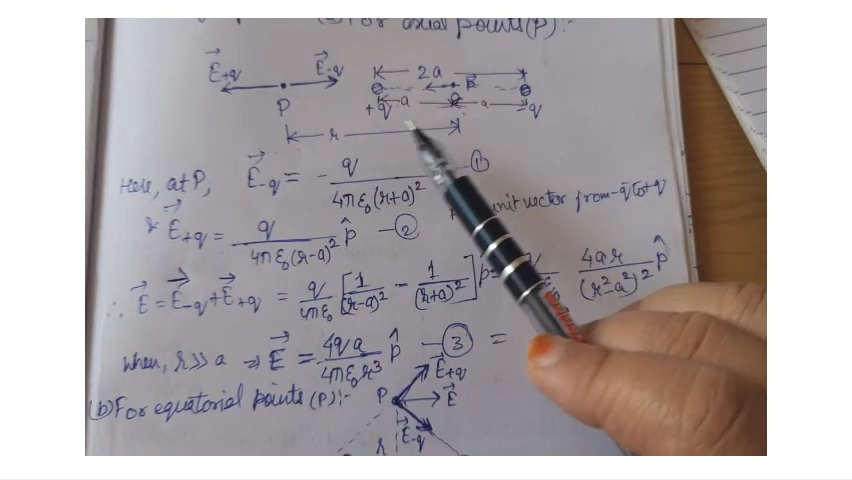 (a) For axial points(P):-
E⃗+q E⃗-q 2a p⃗
P +q a O a -q
r
Here, at P, E⃗-q = - q / 4πε₀(r+a)² —①
& E⃗+q = q / 4πε₀(r-a)² p̂ —② unit vector from -q to +q
∴ E⃗ = E⃗-q + E⃗+q = q/4πε₀ [1/(r-a)² - 1/(r+a)²] p̂ = 4ar/(r²-a²)² p̂
When, r >> a ⇒ E⃗ = 4qa/4πε₀r³ p̂ —③ =
(b) For equatorial points (P):- P E⃗+q
E⃗
E⃗-q
r